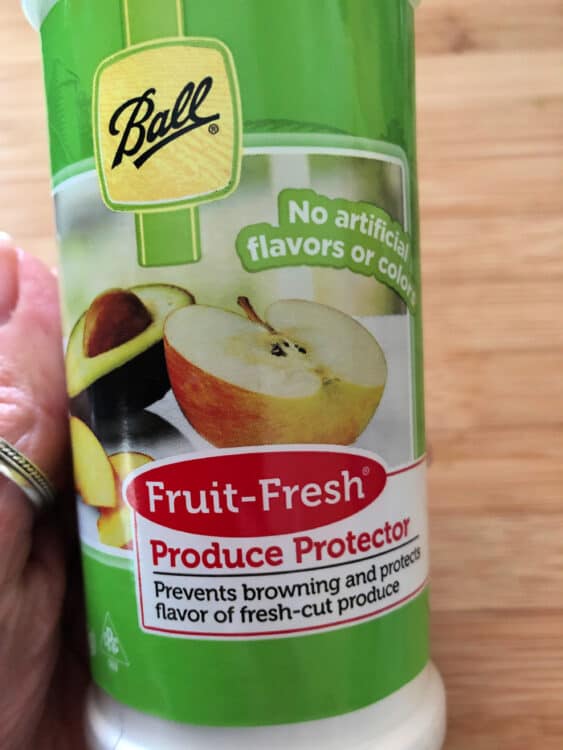 Ball®
No artificial
flavors or colors
Fruit-Fresh®
Produce Protector
Prevents browning and protects
flavor of fresh-cut produce